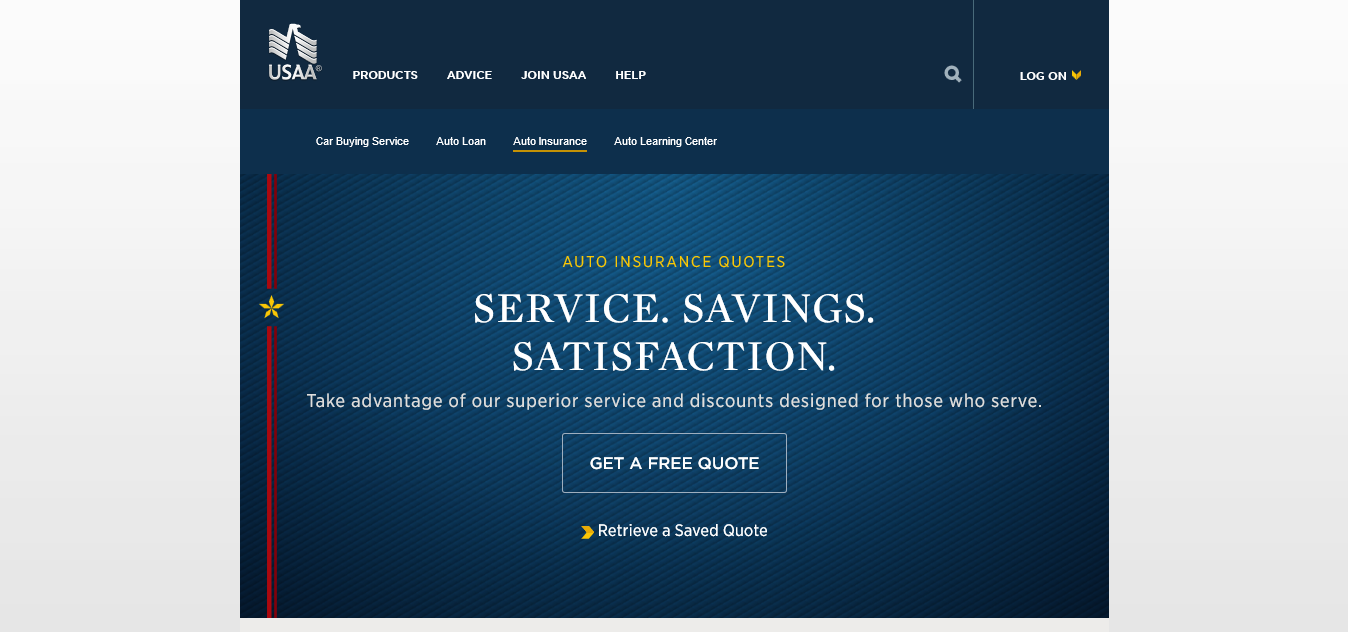 USAA®
PRODUCTS
ADVICE
JOIN USAA
HELP
LOG ON
Car Buying Service
Auto Loan
Auto Insurance
Auto Learning Center
AUTO INSURANCE QUOTES
SERVICE. SAVINGS.
SATISFACTION.
Take advantage of our superior service and discounts designed for those who serve.
GET A FREE QUOTE
Retrieve a Saved Quote